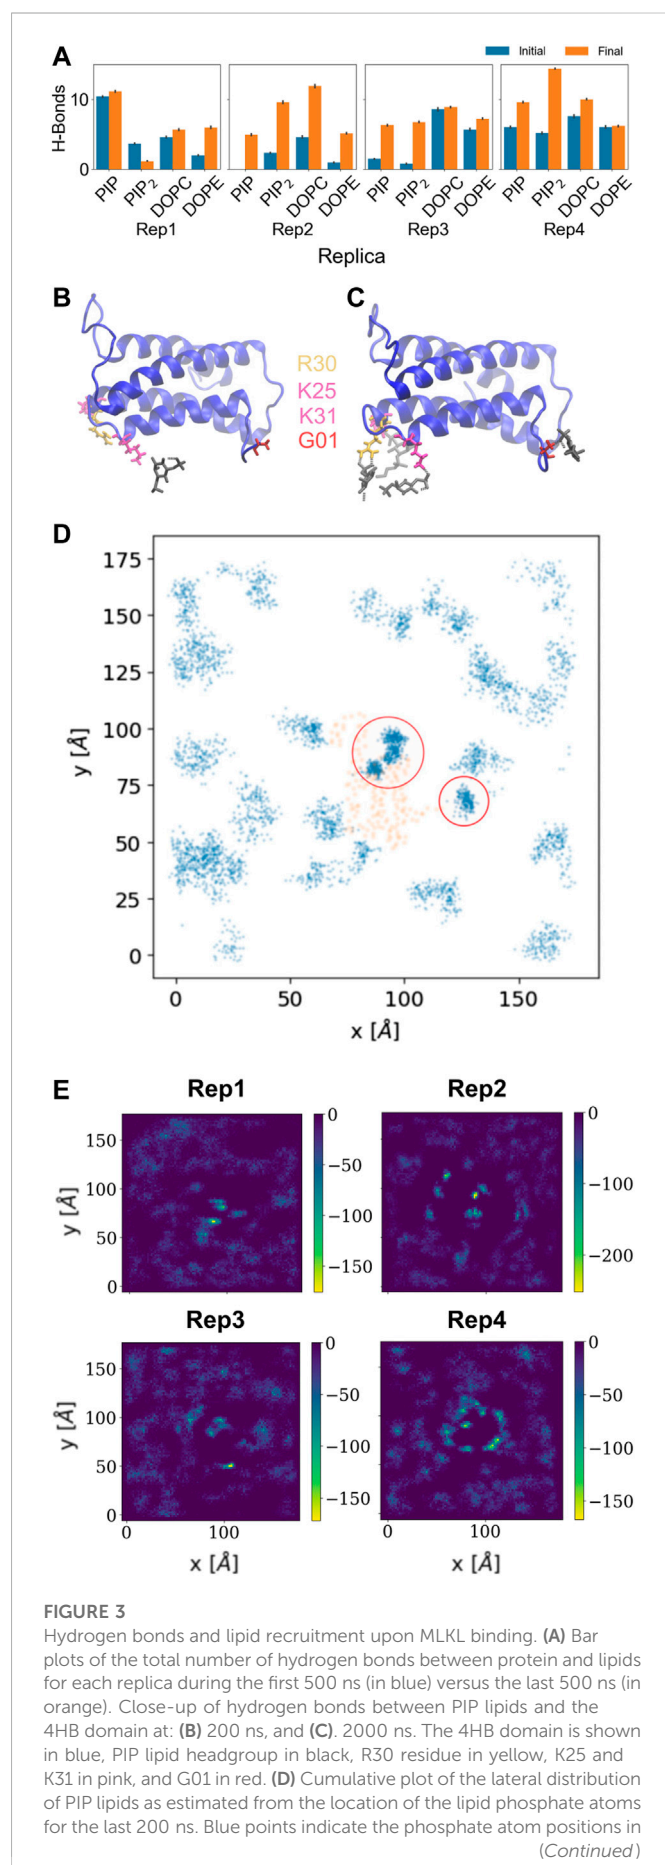 A
Initial Final
H-Bonds
10
0
PIP PIP2 DOPC DOPE PIP PIP2 DOPC DOPE PIP PIP2 DOPC DOPE PIP PIP2 DOPC DOPE
Rep1 Rep2 Rep3 Rep4
Replica
B C
R30
K25
K31
G01
D
175
150
125
100
75
50
25
0
y [Å]
0 50 100 150
x [Å]
E
Rep1 Rep2
150
100
50
0
y [Å]
0
−50
−100
−150
0
−100
−200
Rep3 Rep4
150
100
50
0
y [Å]
0
−50
−100
−150
0
−50
−100
−150
0 100 0 100
x [Å] x [Å]
FIGURE 3
Hydrogen bonds and lipid recruitment upon MLKL binding. (A) Bar
plots of the total number of hydrogen bonds between protein and lipids
for each replica during the first 500 ns (in blue) versus the last 500 ns (in
orange). Close-up of hydrogen bonds between PIP lipids and the
4HB domain at: (B) 200 ns, and (C). 2000 ns. The 4HB domain is shown
in blue, PIP lipid headgroup in black, R30 residue in yellow, K25 and
K31 in pink, and G01 in red. (D) Cumulative plot of the lateral distribution
of PIP lipids as estimated from the location of the lipid phosphate atoms
for the last 200 ns. Blue points indicate the phosphate atom positions in
(Continued)